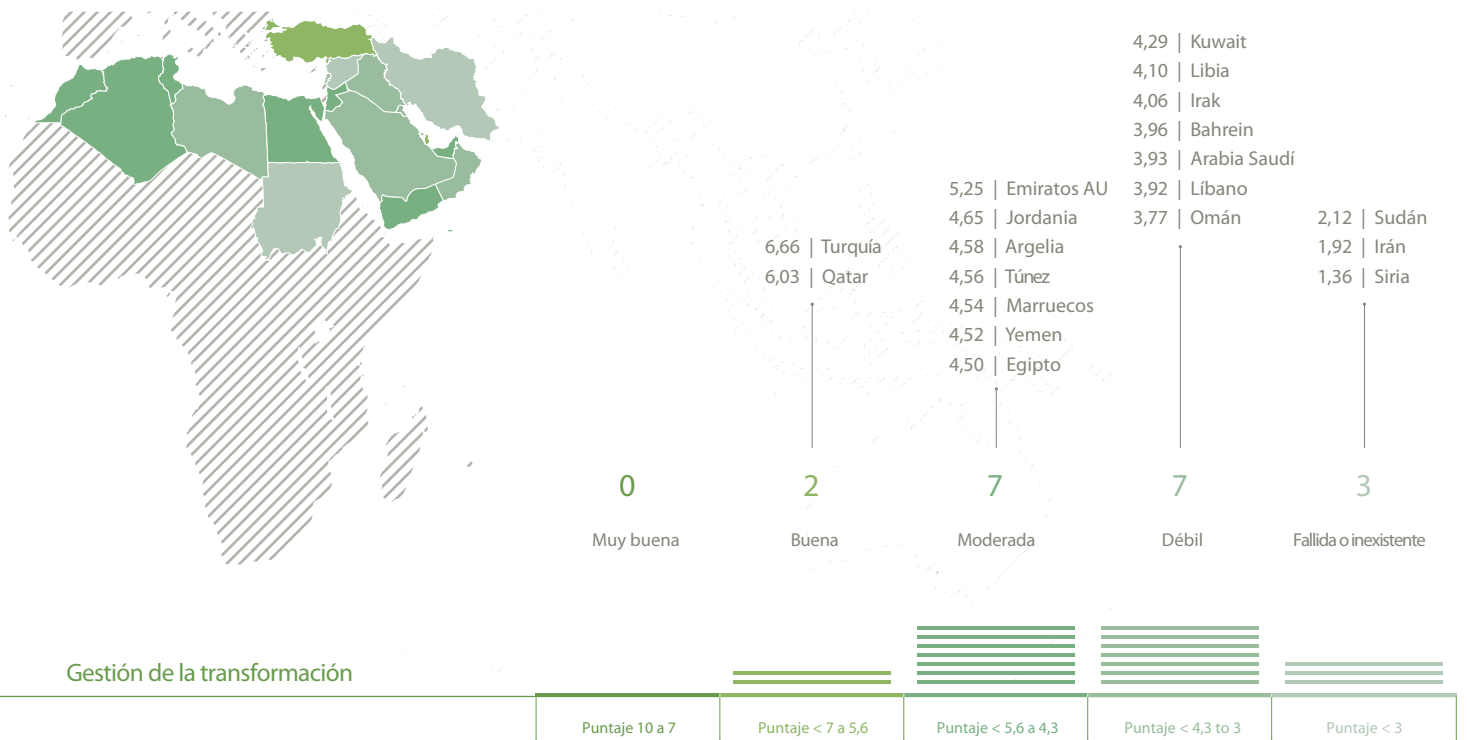 6,66 | Turquía
6,03 | Qatar
5,25 | Emiratos AU
4,65 | Jordania
4,58 | Argelia
4,56 | Túnez
4,54 | Marruecos
4,52 | Yemen
4,50 | Egipto
4,29 | Kuwait
4,10 | Libia
4,06 | Irak
3,96 | Bahrein
3,93 | Arabia Saudí
3,92 | Líbano
3,77 | Omán
2,12 | Sudán
1,92 | Irán
1,36 | Siria
0
2
7
7
3
Muy buena
Buena
Moderada
Débil
Fallida o inexistente
Gestión de la transformación
Puntaje 10 a 7
Puntaje < 7 a 5,6
Puntaje < 5,6 a 4,3
Puntaje < 4,3 to 3
Puntaje < 3